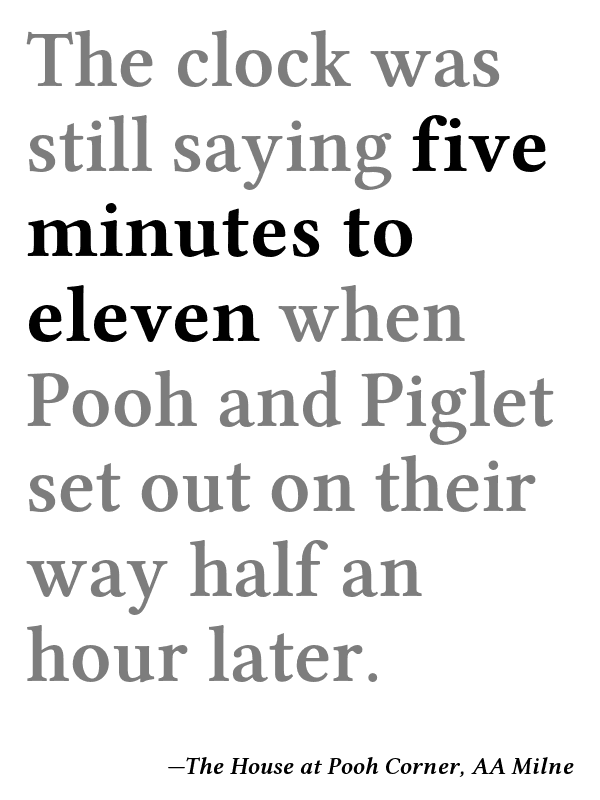 The clock was
still saying five
minutes to
eleven when
Pooh and Piglet
set out on their
way half an
hour later.
—The House at Pooh Corner, AA Milne